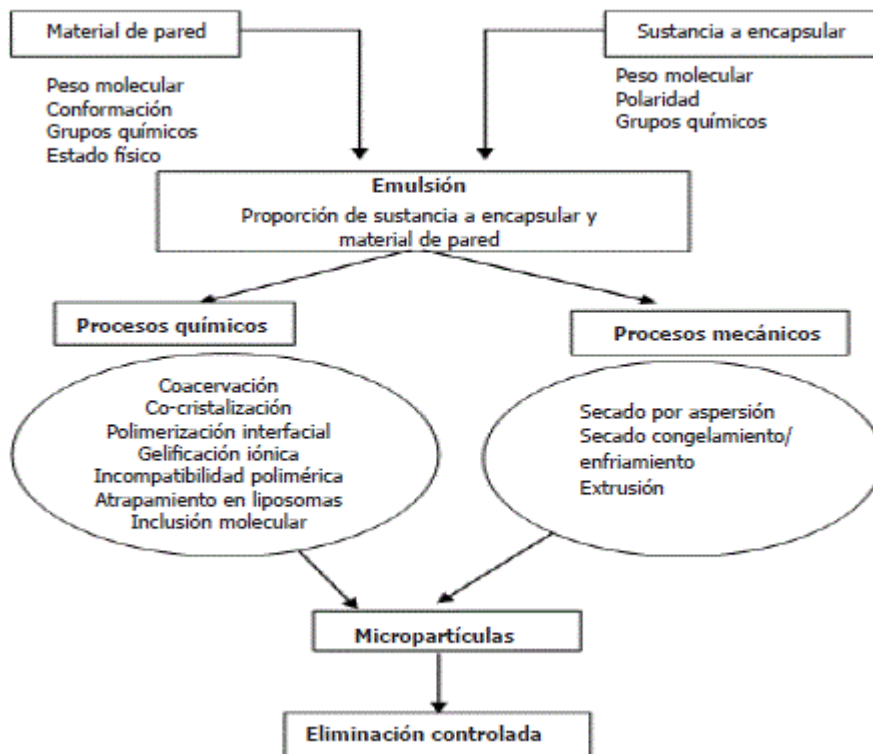 Material de pared
Sustancia a encapsular
Peso molecular
Conformación
Grupos químicos
Estado físico
Peso molecular
Polaridad
Grupos químicos
Emulsión
Proporción de sustancia a encapsular y
material de pared
Procesos químicos
Procesos mecánicos
Coacervación
Co-cristalización
Polimerización interfacial
Gelificación iónica
Incompatibilidad polimérica
Atrapamiento en liposomas
Inclusión molecular
Secado por aspersión
Secado congelamiento/
enfriamiento
Extrusión
Micropartículas
Eliminación controlada